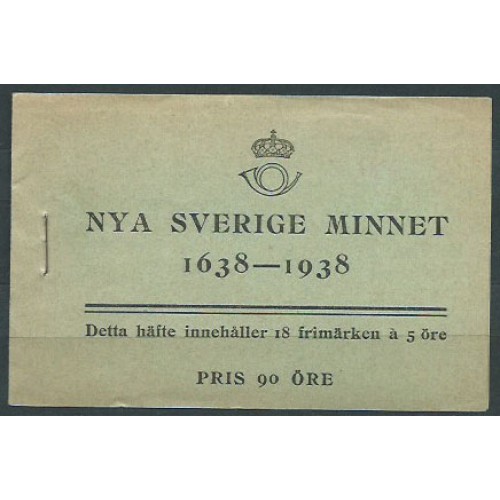 NYA SVERIGE MINNET
1638—1938
Detta häfte innehåller 18 frimärken à 5 öre
PRIS 90 ÖRE